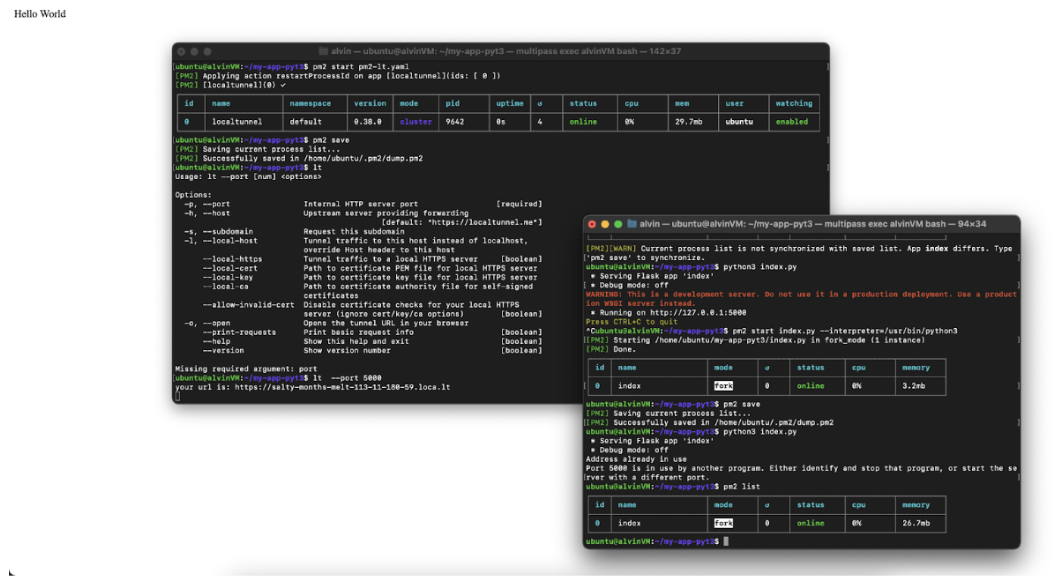 Hello World
alvin — ubuntu@alvinVM: ~/my-app-pyt3 — multipass exec alvinVM bash — 142×37
ubuntu@alvinVM:~/my-app-pyt3$ pm2 start pm2-lt.yaml
[PM2] Applying action restartProcessId on app [localtunnel](ids: [ 0 ])
[PM2] [localtunnel](0) ✓
id name namespace version mode pid uptime ↺ status cpu mem user watching
0 localtunnel default 0.38.0 cluster 9642 0s 4 online 0% 29.7mb ubuntu enabled
ubuntu@alvinVM:~/my-app-pyt3$ pm2 save
[PM2] Saving current process list...
[PM2] Successfully saved in /home/ubuntu/.pm2/dump.pm2
ubuntu@alvinVM:~/my-app-pyt3$ lt
Usage: lt --port [num] <options>
Options:
-p, --port Internal HTTP server port [required]
-h, --host Upstream server providing forwarding
[default: "https://localtunnel.me"]
-s, --subdomain Request this subdomain
-l, --local-host Tunnel traffic to this host instead of localhost,
override Host header to this host
--local-https Tunnel traffic to a local HTTPS server [boolean]
--local-cert Path to certificate PEM file for local HTTPS server
--local-key Path to certificate key file for local HTTPS server
--local-ca Path to certificate authority file for self-signed
certificates
--allow-invalid-cert Disable certificate checks for your local HTTPS
server (ignore cert/key/ca options) [boolean]
-o, --open Opens the tunnel URL in your browser
--print-requests Print basic request info [boolean]
--help Show this help and exit [boolean]
--version Show version number [boolean]
Missing required argument: port
ubuntu@alvinVM:~/my-app-pyt3$ lt --port 5000
your url is: https://salty-months-melt-113-11-180-59.loca.lt
alvin — ubuntu@alvinVM: ~/my-app-pyt3 — multipass exec alvinVM bash — 94×34
[PM2][WARN] Current process list is not synchronized with saved list. App index differs. Type
'pm2 save' to synchronize.
ubuntu@alvinVM:~/my-app-pyt3$ python3 index.py
* Serving Flask app 'index'
* Debug mode: off
WARNING: This is a development server. Do not use it in a production deployment. Use a product
ion WSGI server instead.
* Running on http://127.0.0.1:5000
Press CTRL+C to quit
^Cubuntu@alvinVM:~/my-app-pyt3$ pm2 start index.py --interpreter=/usr/bin/python3
[PM2] Starting /home/ubuntu/my-app-pyt3/index.py in fork_mode (1 instance)
[PM2] Done.
id name mode ↺ status cpu memory
0 index fork 0 online 0% 3.2mb
ubuntu@alvinVM:~/my-app-pyt3$ pm2 save
[PM2] Saving current process list...
[PM2] Successfully saved in /home/ubuntu/.pm2/dump.pm2
ubuntu@alvinVM:~/my-app-pyt3$ python3 index.py
* Serving Flask app 'index'
* Debug mode: off
Address already in use
Port 5000 is in use by another program. Either identify and stop that program, or start the se
rver with a different port.
ubuntu@alvinVM:~/my-app-pyt3$ pm2 list
id name mode ↺ status cpu memory
0 index fork 0 online 0% 26.7mb
ubuntu@alvinVM:~/my-app-pyt3$